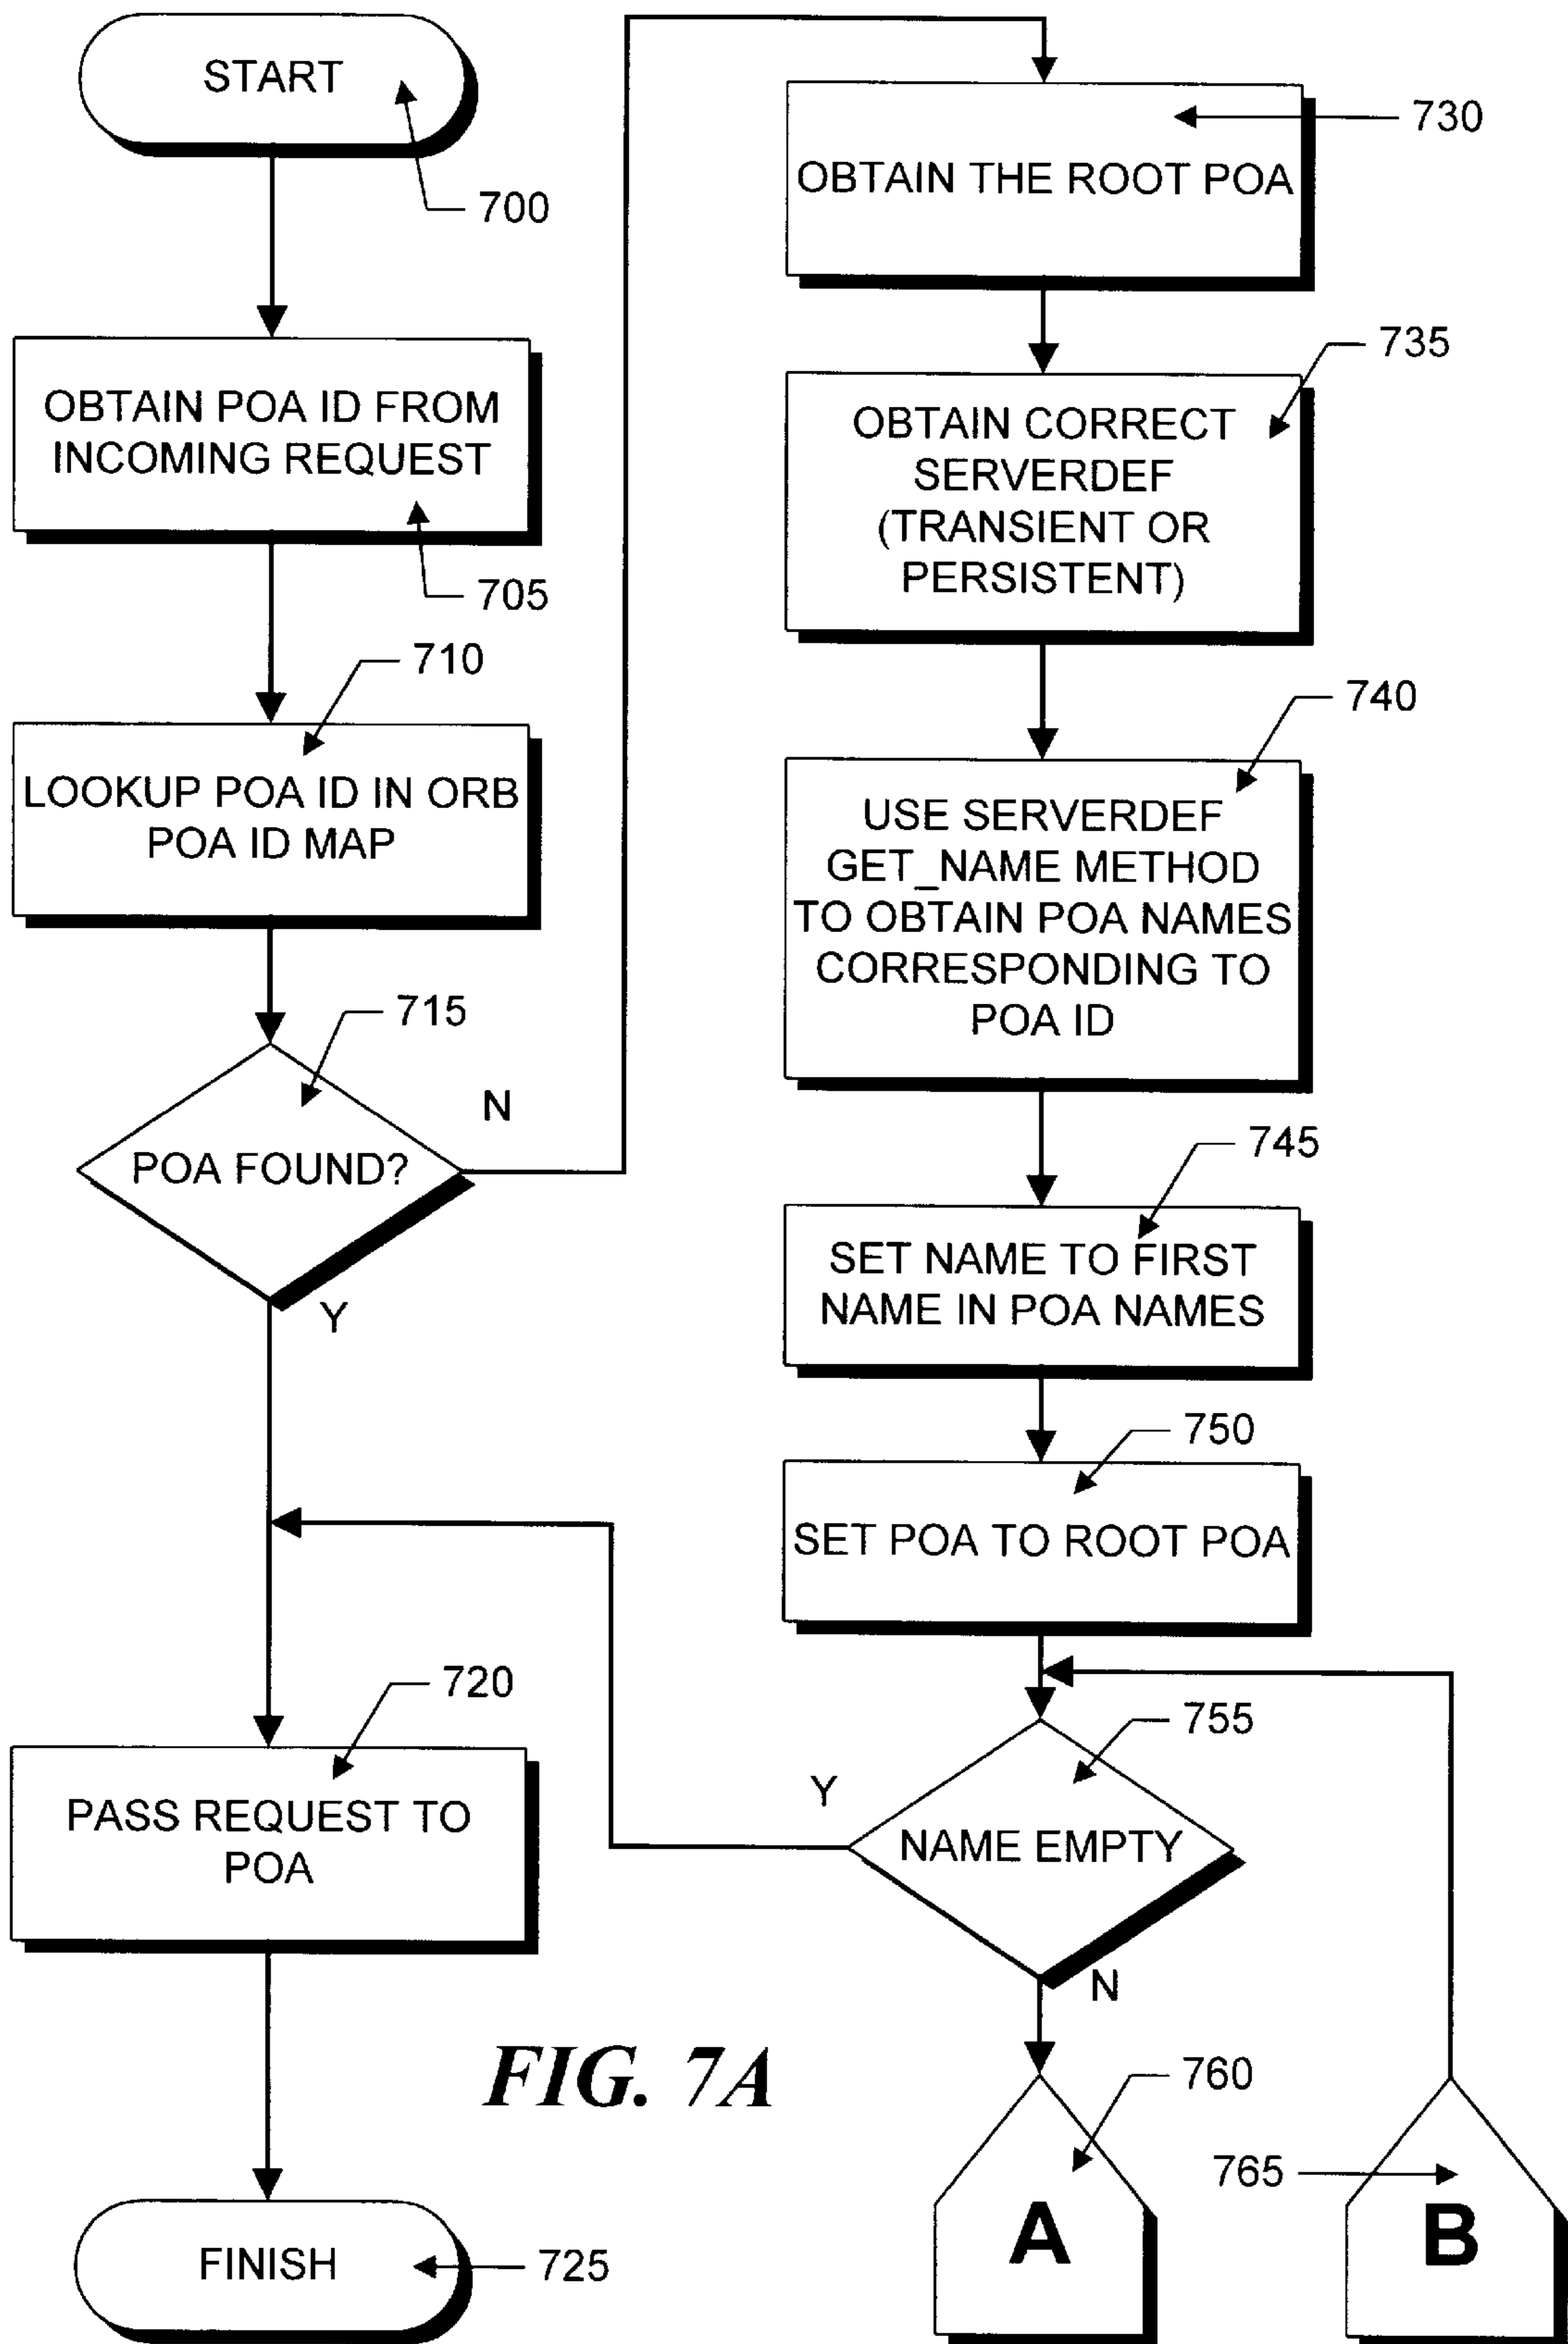 START
700
OBTAIN POA ID FROM
INCOMING REQUEST
705
710
LOOKUP POA ID IN ORB
POA ID MAP
715
N
POA FOUND?
Y
720
PASS REQUEST TO
POA
FINISH
725
730
OBTAIN THE ROOT POA
735
OBTAIN CORRECT
SERVERDEF
(TRANSIENT OR
PERSISTENT)
740
USE SERVERDEF
GET_NAME METHOD
TO OBTAIN POA NAMES
CORRESPONDING TO
POA ID
745
SET NAME TO FIRST
NAME IN POA NAMES
750
SET POA TO ROOT POA
755
Y
NAME EMPTY
N
760
A
765
B
FIG. 7A